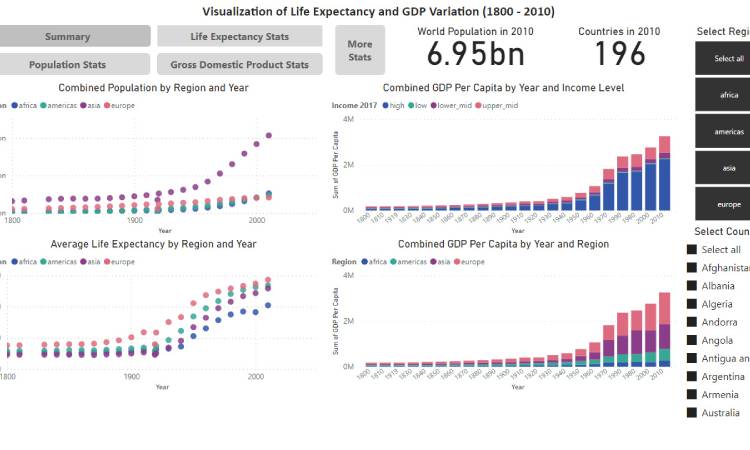 Visualization of Life Expectancy and GDP Variation (1800 - 2010)
Summary
Life Expectancy Stats
Population Stats
Gross Domestic Product Stats
More
Stats
World Population in 2010
6.95bn
Countries in 2010
196
Select Regi
Select all
africa
americas
asia
europe
Select Coun
Select all
Afghanistan
Albania
Algeria
Andorra
Angola
Antigua an
Argentina
Armenia
Australia
Combined Population by Region and Year
on africa americas asia europe
on
on
on
1800 1900 2000
Year
Combined GDP Per Capita by Year and Income Level
Income 2017 high low lower_mid upper_mid
Sum of GDP Per Capita
4M
2M
0M
1800 1810 1820 1830 1840 1850 1860 1870 1880 1890 1900 1910 1920 1930 1940 1950 1960 1970 1980 1990 2000 2010
Year
Average Life Expectancy by Region and Year
on africa americas asia europe
1800 1900 2000
Year
Combined GDP Per Capita by Year and Region
Region africa americas asia europe
Sum of GDP Per Capita
4M
2M
0M
1800 1810 1820 1830 1840 1850 1860 1870 1880 1890 1900 1910 1920 1930 1940 1950 1960 1970 1980 1990 2000 2010
Year